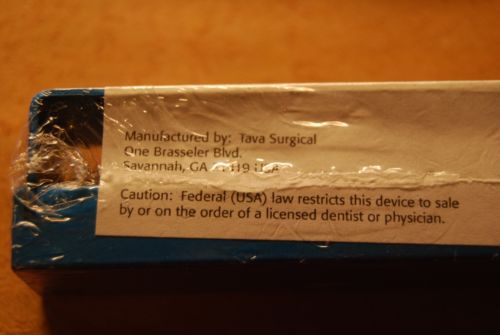 Manufactured by: Tava Surgical
One Brasseler Blvd.
Savannah, GA USA
Caution: Federal (USA) law restricts this device to sale
by or on the order of a licensed dentist or physician.